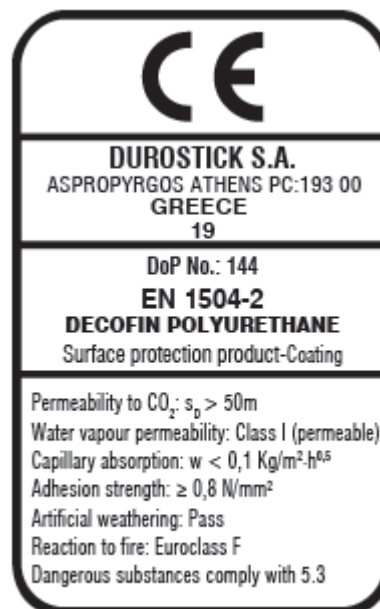 CE
DUROSTICK S.A.
ASPROPYRGOS ATHENS PC:193 00
GREECE
19
DoP No.: 144
EN 1504-2
DECOFIN POLYURETHANE
Surface protection product-Coating
Permeability to CO₂: s_D > 50m
Water vapour permeability: Class I (permeable)
Capillary absorption: w < 0,1 Kg/m²·h⁰·⁵
Adhesion strength: ≥ 0,8 N/mm²
Artificial weathering: Pass
Reaction to fire: Euroclass F
Dangerous substances comply with 5.3